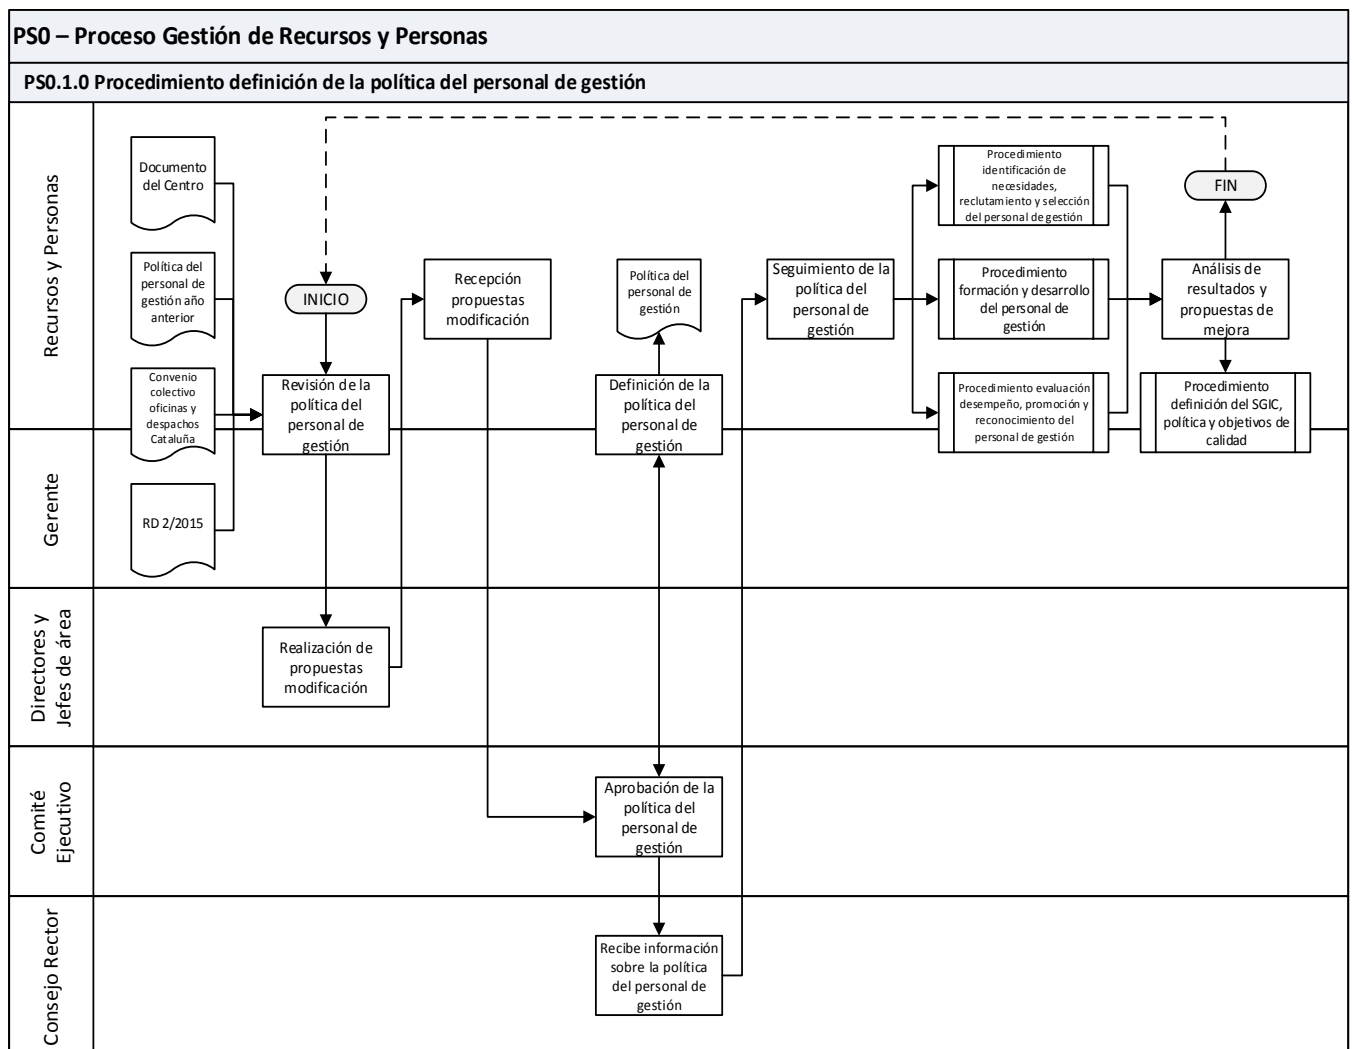 PS0 – Proceso Gestión de Recursos y Personas
PS0.1.0 Procedimiento definición de la política del personal de gestión
Recursos y Personas
Documento
del Centro
Política del
personal de
gestión año
anterior
Convenio
colectivo
oficinas y
despachos
Cataluña
RD 2/2015
INICIO
Revisión de la
política del
personal de
gestión
Recepción
propuestas
modificación
Política del
personal de
gestión
Definición de la
política del
personal de
gestión
Seguimiento de la
política del
personal de
gestión
Procedimiento
identificación de
necesidades,
reclutamiento y selección
del personal de gestión
Procedimiento
formación y desarrollo
del personal de
gestión
Procedimiento evaluación
desempeño, promoción y
reconocimiento del
personal de gestión
FIN
Análisis de
resultados y
propuestas de
mejora
Procedimiento
definición del SGIC,
política y objetivos de
calidad
Gerente
Directores y
Jefes de área
Realización de
propuestas
modificación
Comité
Ejecutivo
Aprobación de la
política del
personal de
gestión
Consejo Rector
Recibe información
sobre la política
del personal de
gestión